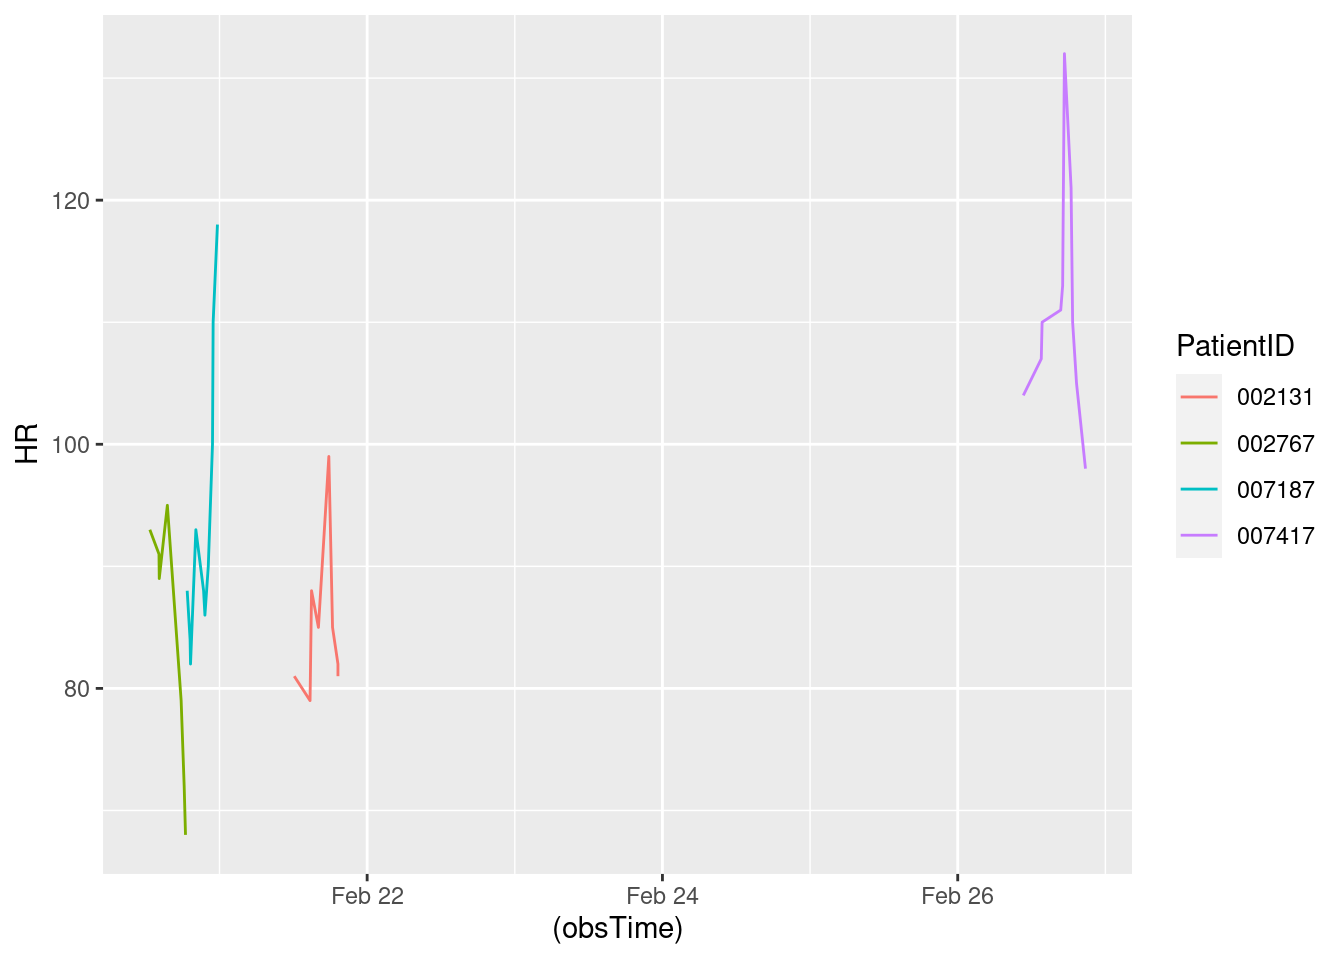 120
100
80
HR
Feb 22
Feb 24
Feb 26
(obsTime)
PatientID
002131
002767
007187
007417